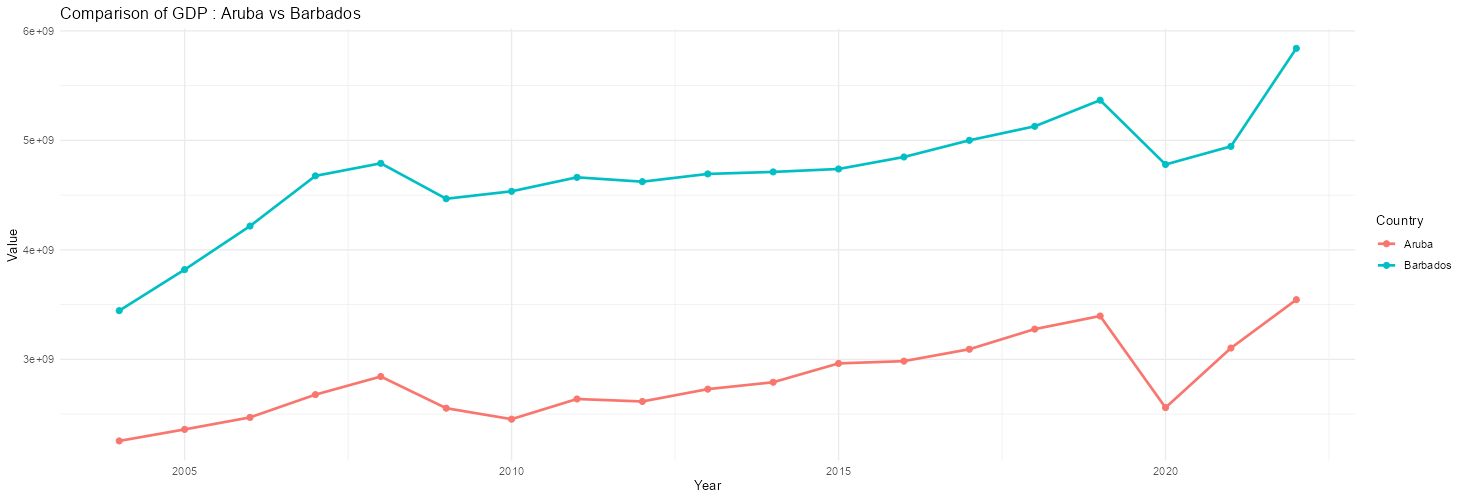 Comparison of GDP : Aruba vs Barbados
6e+09
5e+09
4e+09
3e+09
Value
2005 2010 2015 2020
Year
Country
Aruba
Barbados